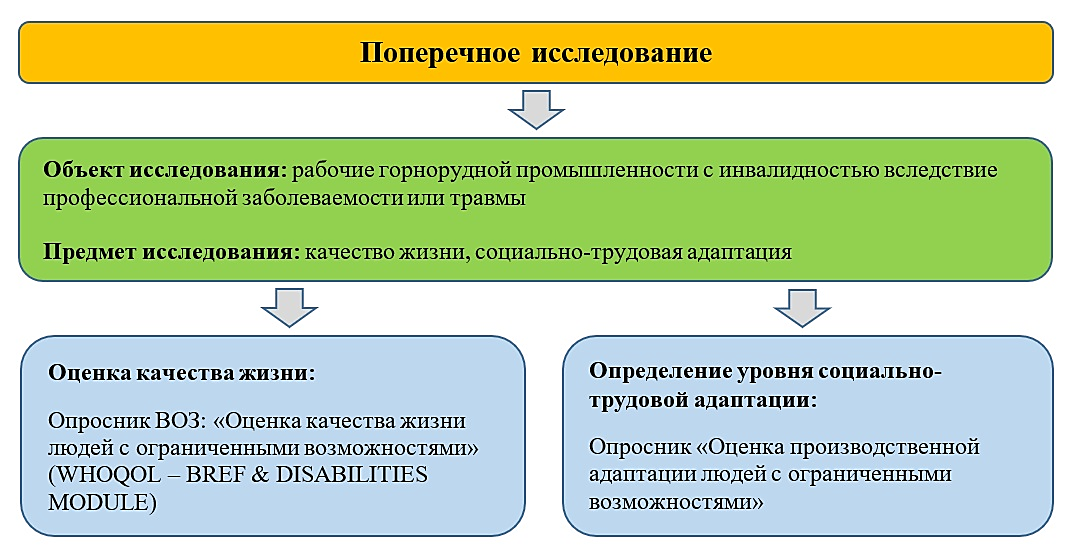 Поперечное исследование
Объект исследования: рабочие горнорудной промышленности с инвалидностью вследствие
профессиональной заболеваемости или травмы
Предмет исследования: качество жизни, социально-трудовая адаптация
Оценка качества жизни:
Опросник ВОЗ: «Оценка качества жизни
людей с ограниченными возможностями»
(WHOQOL – BREF & DISABILITIES
MODULE)
Определение уровня социально-
трудовой адаптации:
Опросник «Оценка производственной
адаптации людей с ограниченными
возможностями»